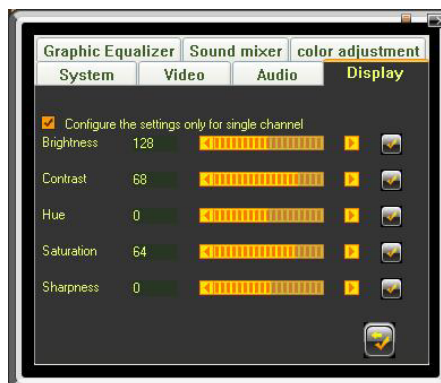 Graphic Equalizer Sound mixer color adjustment
System Video Audio Display
Configure the settings only for single channel
Brightness 128
Contrast 68
Hue 0
Saturation 64
Sharpness 0